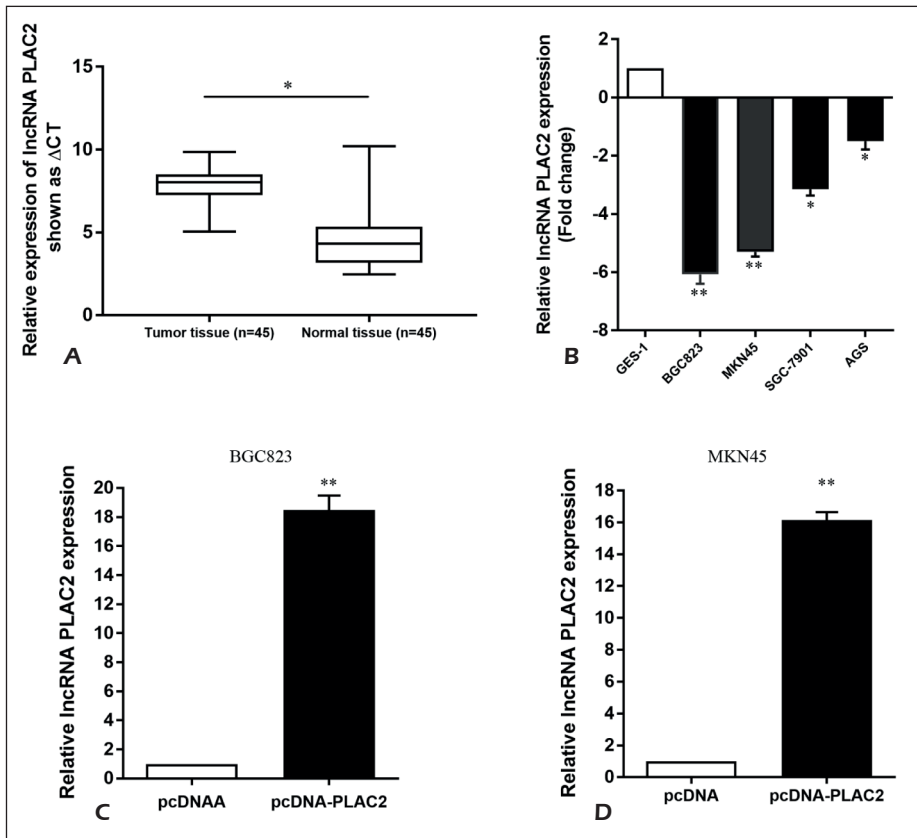 Relative expression of lncRNA PLAC2
shown as ΔCT
15
10
5
0
*
Tumor tissue (n=45)
Normal tissue (n=45)
A
Relative lncRNA PLAC2 expression
(Fold change)
2
0
-2
-4
-6
-8
**
**
*
*
GES-1
BGC823
MKN45
SGC-7901
AGS
B
BGC823
Relative lncRNA PLAC2 expression
20
18
16
14
12
10
8
6
4
2
0
**
pcDNAA
pcDNA-PLAC2
C
MKN45
Relative lncRNA PLAC2 expression
18
16
14
12
10
8
6
4
2
0
**
pcDNA
pcDNA-PLAC2
D